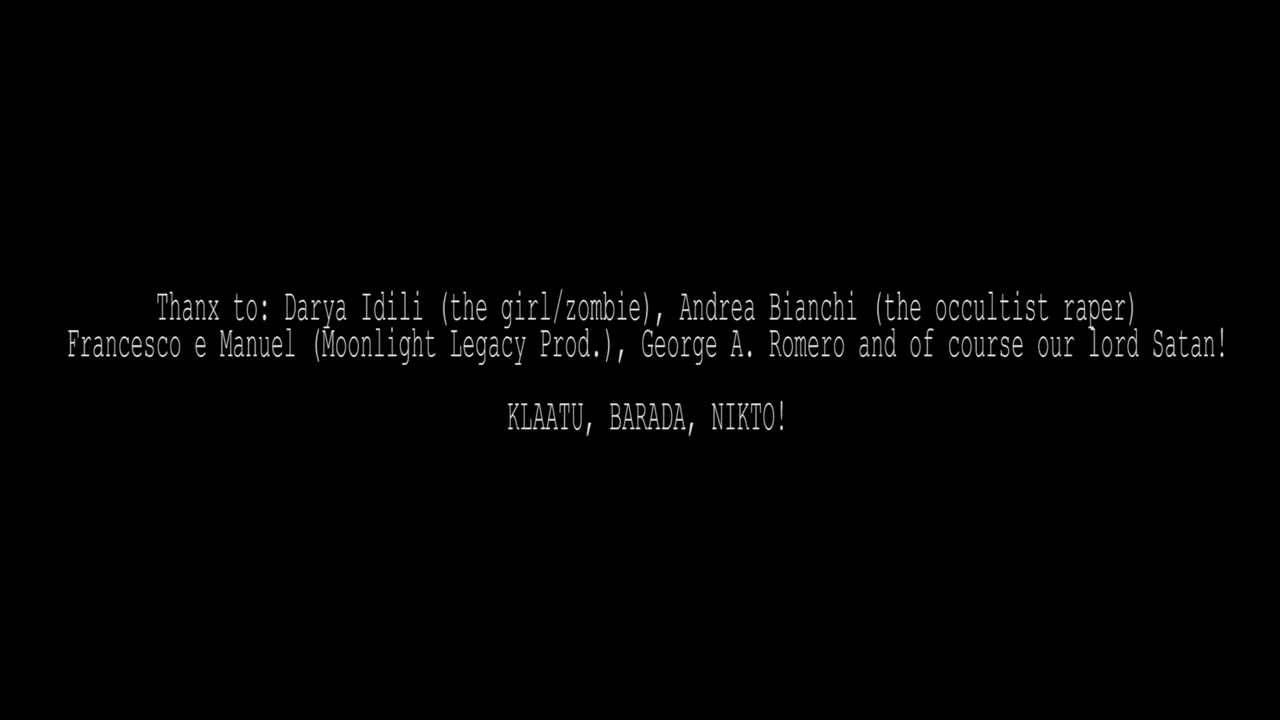 Thanx to: Darya Idili (the girl/zombie), Andrea Bianchi (the occultist raper)
Francesco e Manuel (Moonlight Legacy Prod.), George A. Romero and of course our lord Satan!
KLAATU, BARADA, NIKTO!